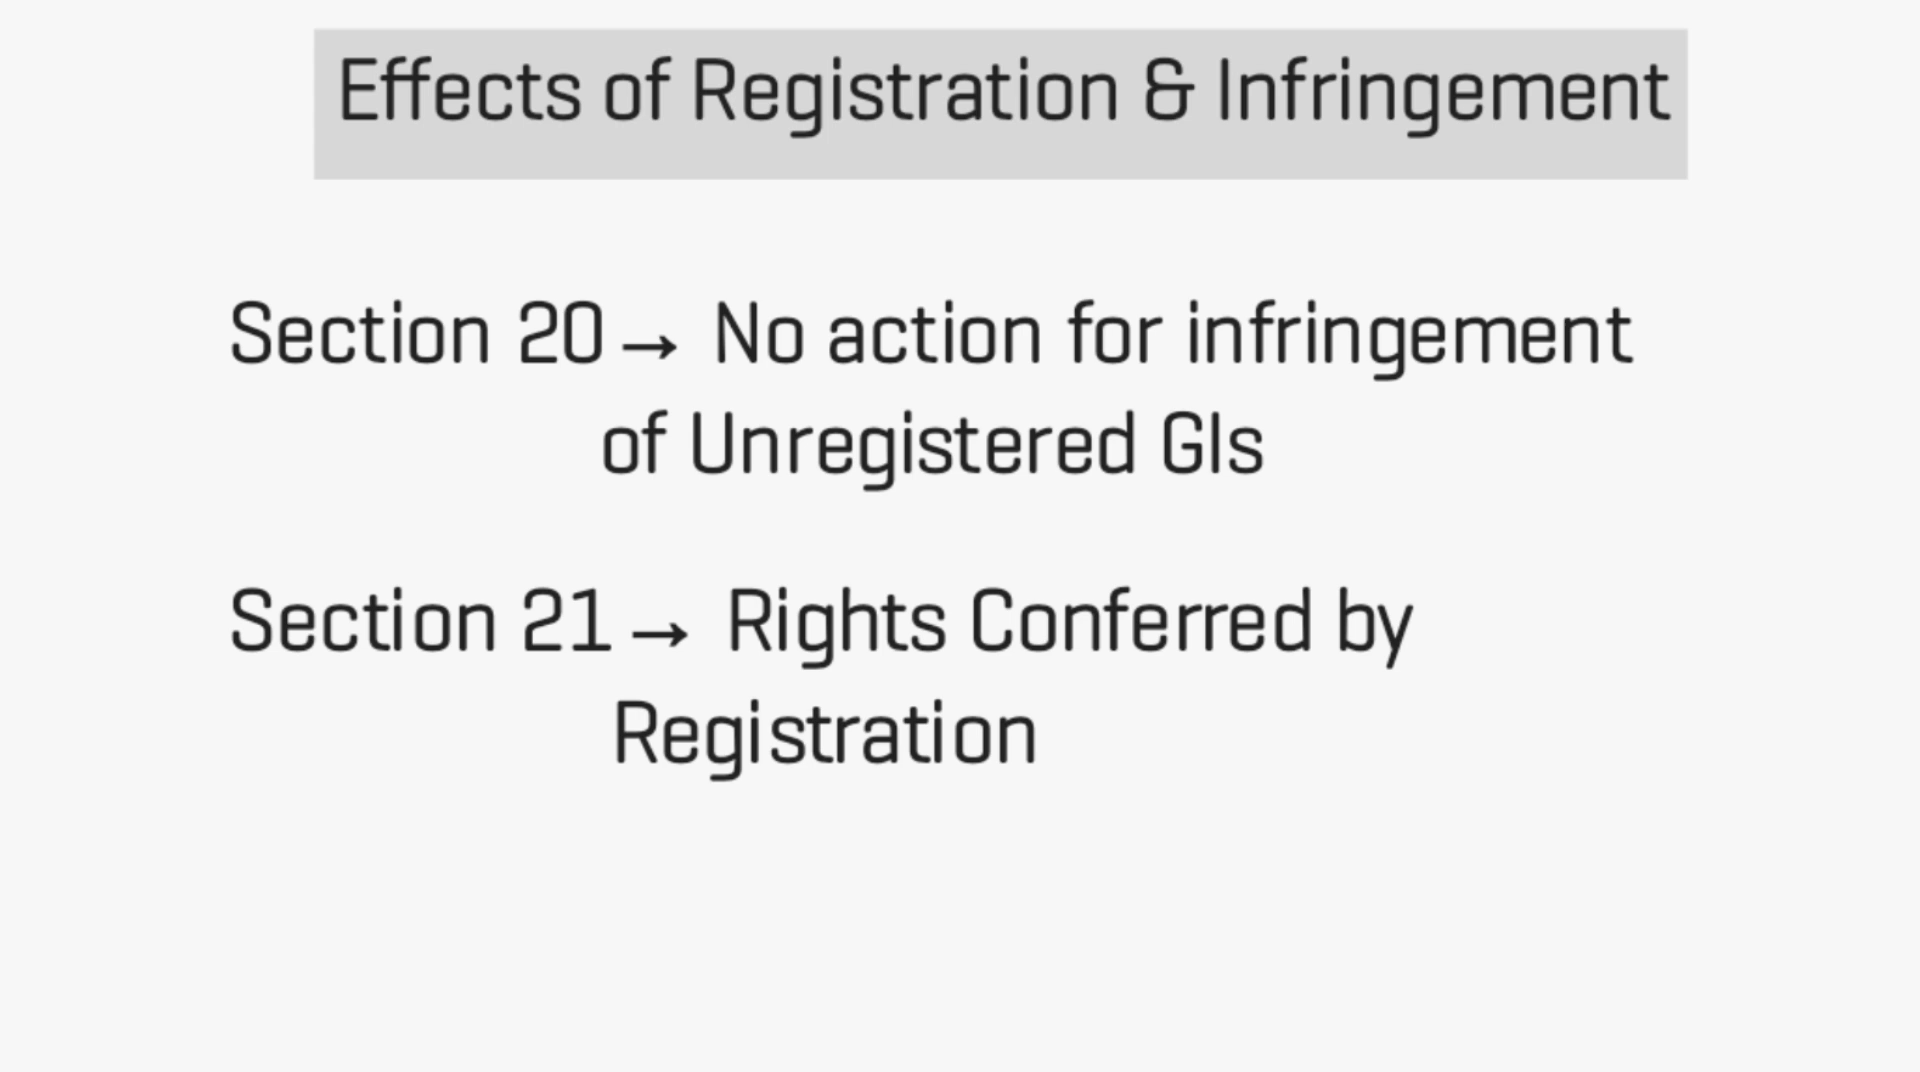 Effects of Registration & Infringement
Section 20→ No action for infringement
of Unregistered GIs
Section 21→ Rights Conferred by
Registration